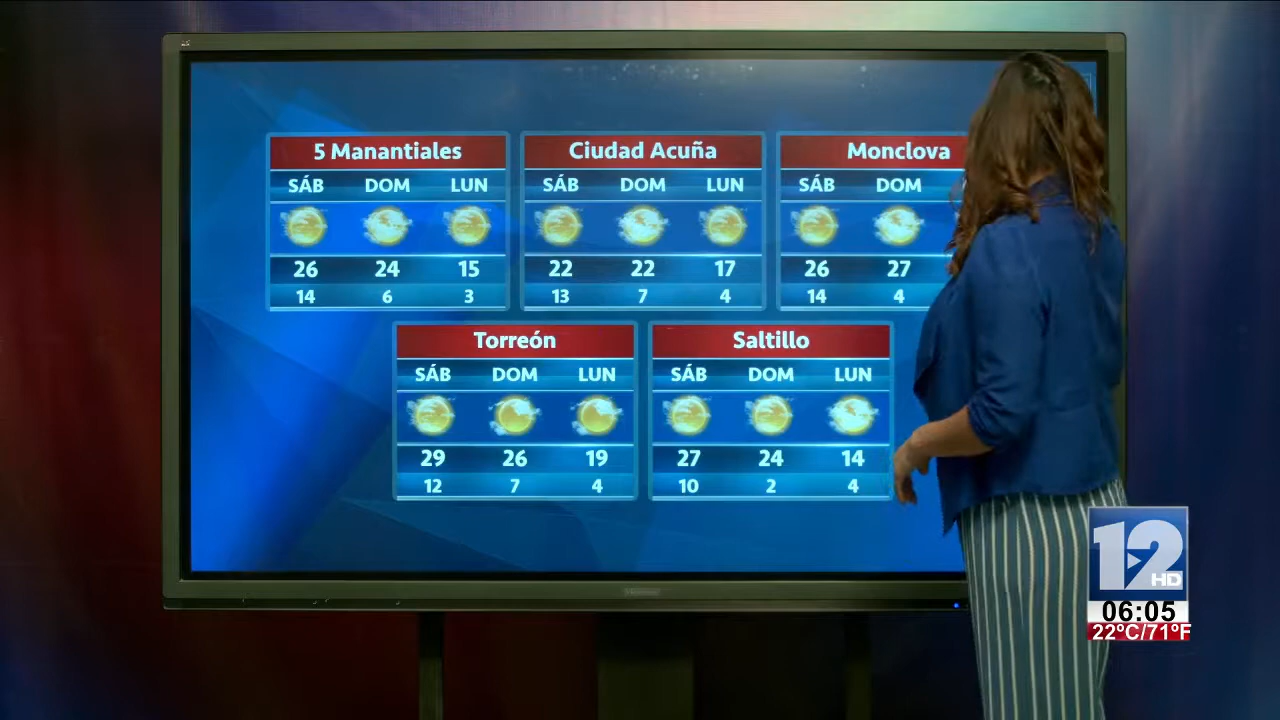 5 Manantiales
SÁB DOM LUN
26 24 15
14 6 3
Ciudad Acuña
SÁB DOM LUN
22 22 17
13 7 4
Monclova
SÁB DOM
26 27
14 4
Torreón
SÁB DOM LUN
29 26 19
12 7 4
Saltillo
SÁB DOM LUN
27 24 14
10 2 4
12
HD
06:05
22ºC/71ºF